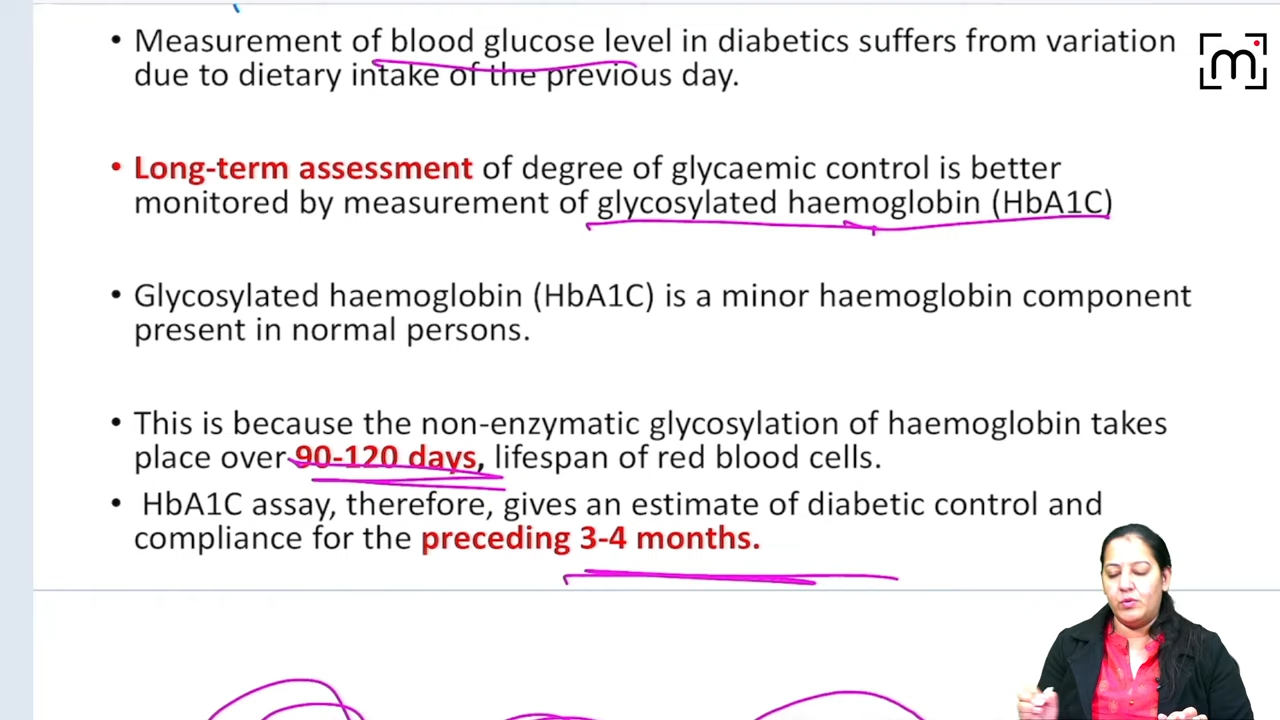 • Measurement of blood glucose level in diabetics suffers from variation
due to dietary intake of the previous day.
• Long-term assessment of degree of glycaemic control is better
monitored by measurement of glycosylated haemoglobin (HbA1C)
• Glycosylated haemoglobin (HbA1C) is a minor haemoglobin component
present in normal persons.
• This is because the non-enzymatic glycosylation of haemoglobin takes
place over 90-120 days, lifespan of red blood cells.
• HbA1C assay, therefore, gives an estimate of diabetic control and
compliance for the preceding 3-4 months.
m